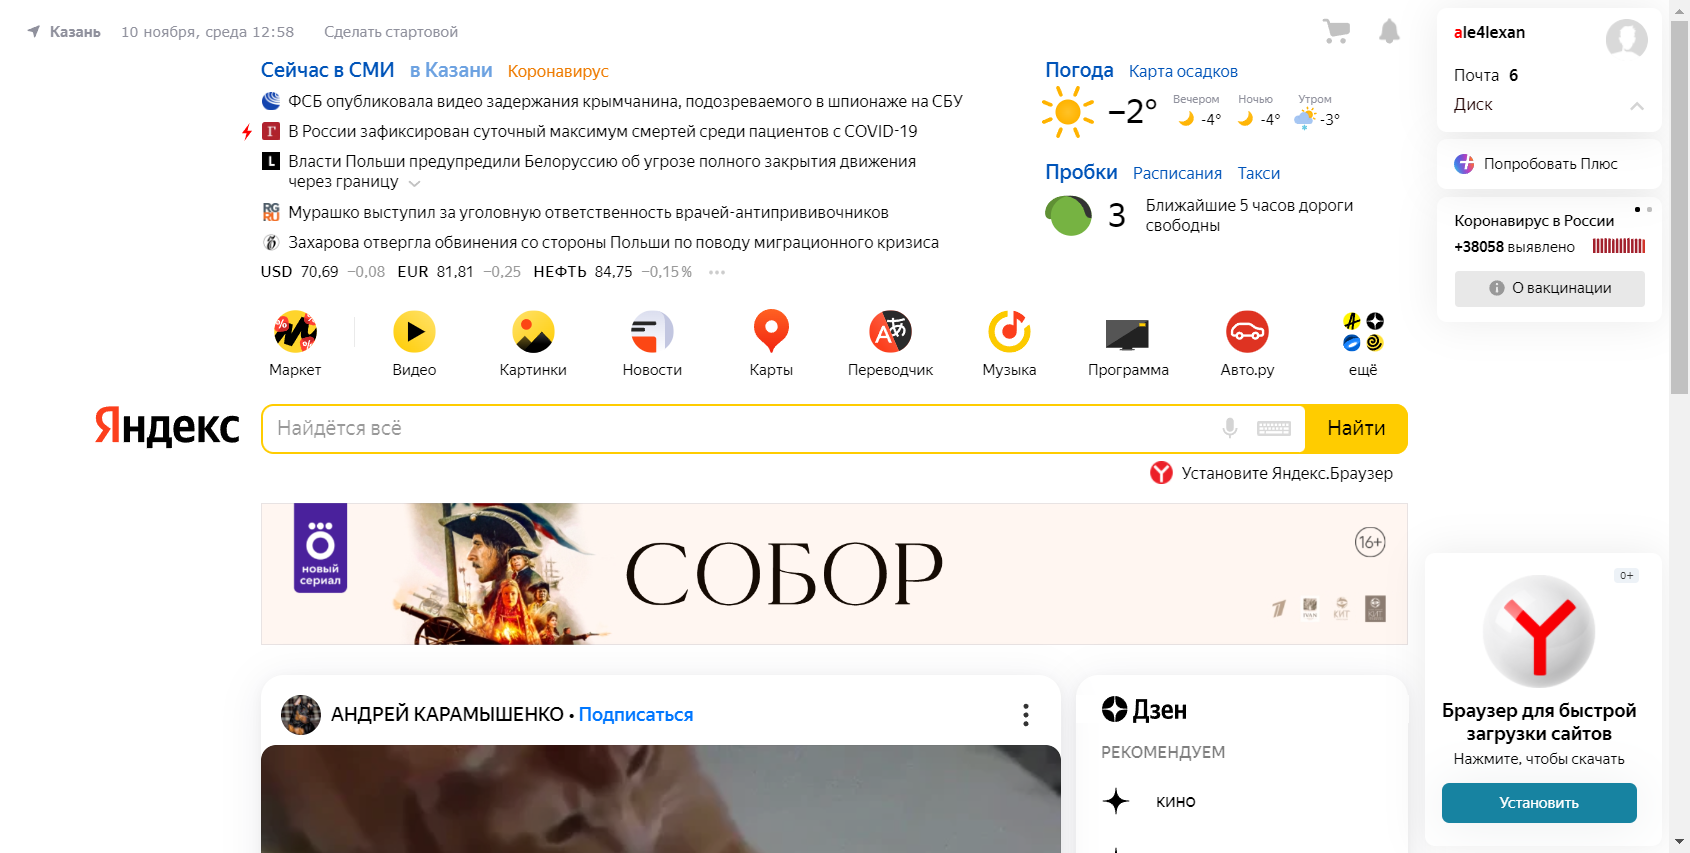 Казань 10 ноября, среда 12:58 Сделать стартовой
Сейчас в СМИ в Казани Коронавирус
ФСБ опубликовала видео задержания крымчанина, подозреваемого в шпионаже на СБУ
Г В России зафиксирован суточный максимум смертей среди пациентов с COVID-19
L Власти Польши предупредили Белоруссию об угрозе полного закрытия движения
через границу
RG
RU Мурашко выступил за уголовную ответственность врачей-антипрививочников
Захарова отвергла обвинения со стороны Польши по поводу миграционного кризиса
USD 70,69 −0,08 EUR 81,81 −0,25 НЕФТЬ 84,75 −0,15% •••
Погода Карта осадков
−2° Вечером -4° Ночью -4° Утром -3°
Пробки Расписания Такси
3 Ближайшие 5 часов дороги
свободны
ale4lexan
Почта 6
Диск
Попробовать Плюс
Коронавирус в России
+38058 выявлено
О вакцинации
Маркет Видео Картинки Новости Карты Переводчик Музыка Программа Авто.ру ещё
Яндекс Найдётся всё Найти
Установите Яндекс.Браузер
новый
сериал
СОБОР
16+
АНДРЕЙ КАРАМЫШЕНКО • Подписаться
Дзен
РЕКОМЕНДУЕМ
КИНО
0+
Браузер для быстрой
загрузки сайтов
Нажмите, чтобы скачать
Установить